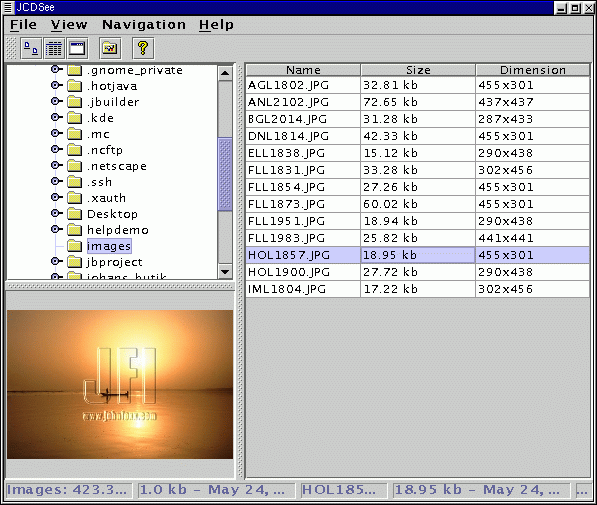 JCDSee
File View Navigation Help
?
.gnome_private
.hotjava
.jbuilder
.kde
.mc
.ncftp
.netscape
.ssh
.xauth
Desktop
helpdemo
images
jbproject
johans_butik
Name Size Dimension
AGL1802.JPG 32.81 kb 455x301
ANL2102.JPG 72.65 kb 437x437
BGL2014.JPG 31.28 kb 287x433
DNL1814.JPG 42.33 kb 455x301
ELL1838.JPG 15.12 kb 290x438
FLL1831.JPG 33.28 kb 302x456
FLL1854.JPG 27.26 kb 455x301
FLL1873.JPG 60.02 kb 455x301
FLL1951.JPG 18.94 kb 290x438
FLL1983.JPG 25.82 kb 441x441
HOL1857.JPG 18.95 kb 455x301
HOL1900.JPG 27.72 kb 290x438
IML1804.JPG 17.22 kb 302x456
JFI
Images: 423.3... 1.0 kb - May 24, ... HOL185... 18.95 kb - May 24, ... ...